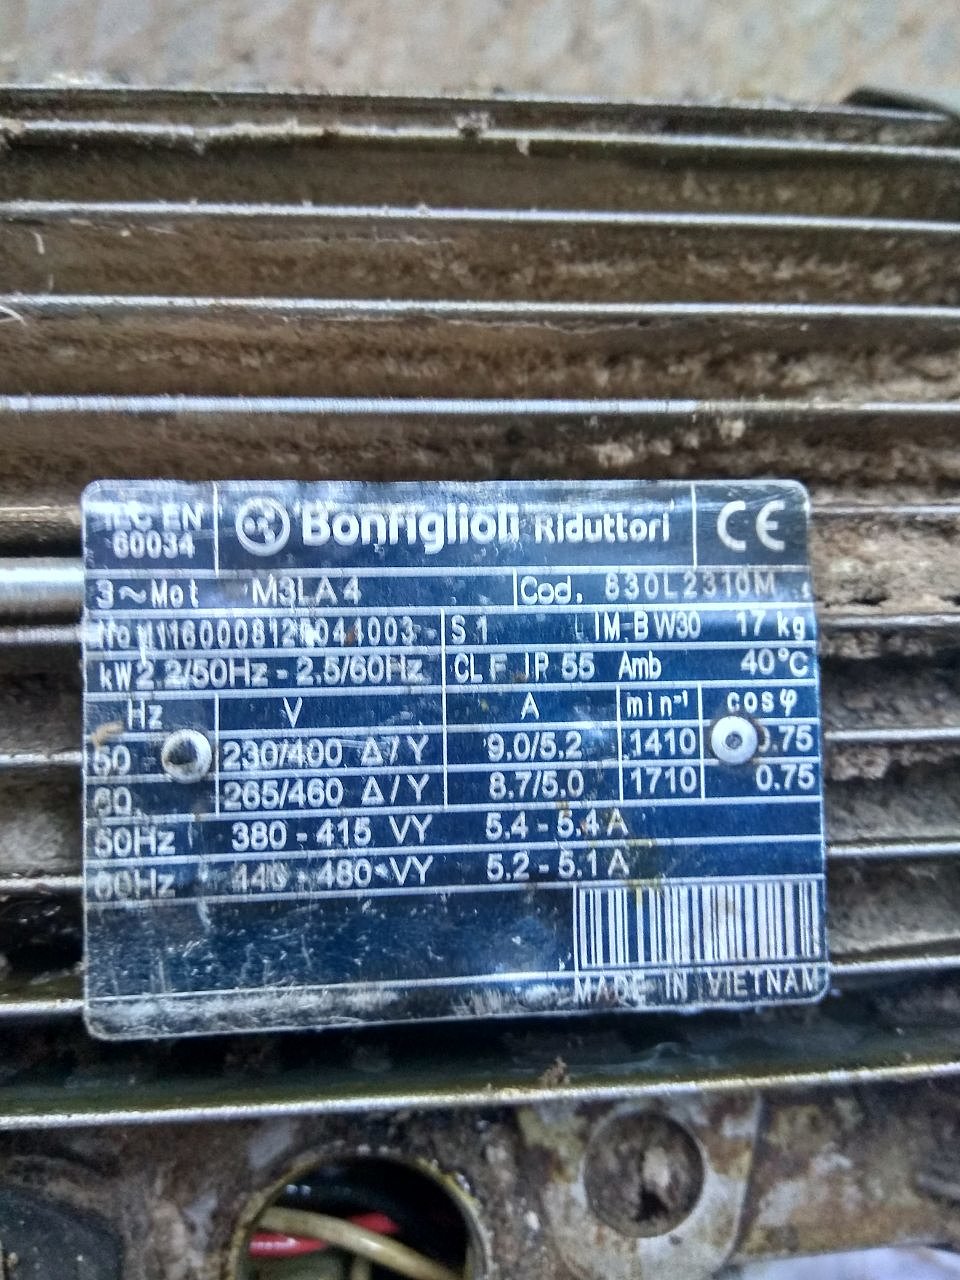 IEC EN
60034
Bonfiglioli Riduttori CE
3~Mot M3LA4 Cod. 830L2310M
No 1116000812 S1 IM-BW30 17 kg
kW 2.2/50Hz - 2.5/60Hz CL F IP 55 Amb 40°C
Hz V A min⁻¹ cosφ
50 230/400 Δ/Y 9.0/5.2 1410 0.75
60 265/460 Δ/Y 8.7/5.0 1710 0.75
50Hz 380 - 415 VY 5.4 - 5.4 A
60Hz 440 - 480 VY 5.2 - 5.1 A
MADE IN VIETNAM